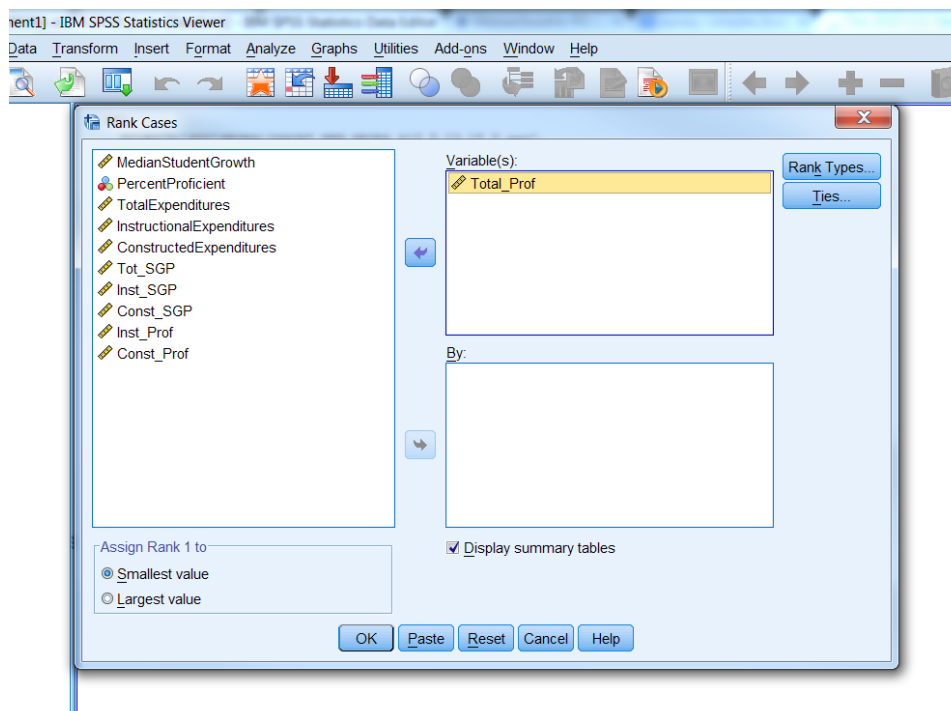 ment1] - IBM SPSS Statistics Viewer
Data Transform Insert Format Analyze Graphs Utilities Add-ons Window Help
Rank Cases
MedianStudentGrowth
PercentProficient
TotalExpenditures
InstructionalExpenditures
ConstructedExpenditures
Tot_SGP
Inst_SGP
Const_SGP
Inst_Prof
Const_Prof
Variable(s):
Total_Prof
Rank Types...
Ties...
By:
Assign Rank 1 to
Smallest value
Largest value
Display summary tables
OK Paste Reset Cancel Help